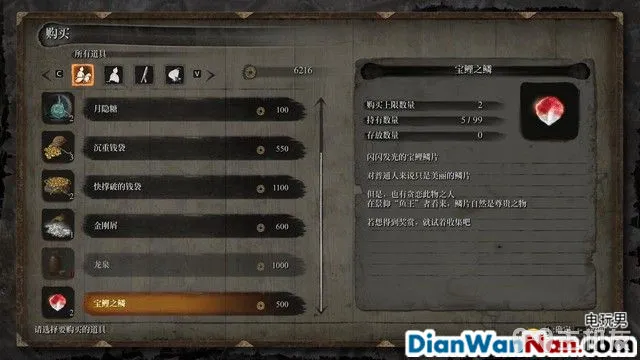 购买
所有道具
C
V
6216
2
月隐糖
100
3
沉重钱袋
550
2
快撑破的钱袋
1100
2
金刚屑
600
龙泉
1000
2
宝鲤之鳞
500
请选择要购买的道具
宝鲤之鳞
购买上限数量 2
持有数量 5/99
存放数量 0
闪闪发光的宝鲤鳞片
对普通人来说只是美丽的鳞片
但是，也有贪恋此物之人
在景仰“鱼王”者看来，鳞片自然是尊贵之物
若想得到奖赏，就试着收集吧
电玩男
DianWanNan.com